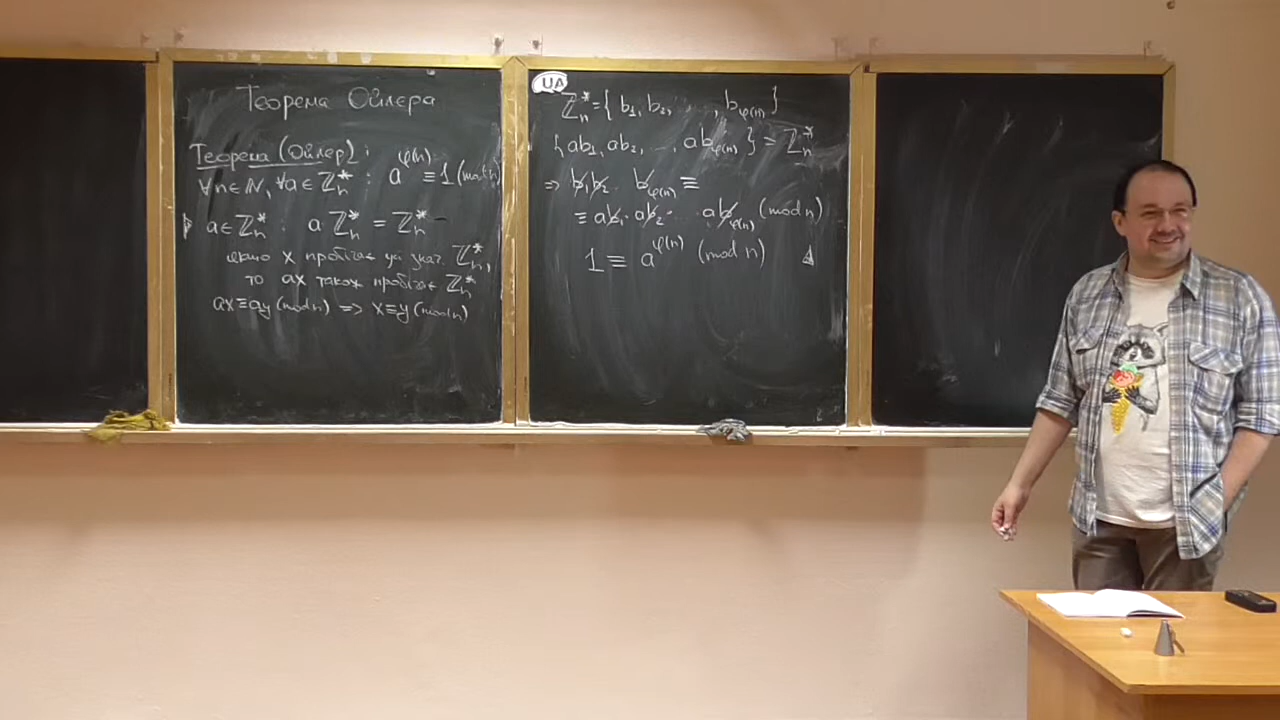 Теорема Ойлера
Теорема (Ойлер):
∀n∈ℕ, ∀a∈ℤₙ* : a^φ(n) ≡ 1 (mod n)
a∈ℤₙ* : a ℤₙ* = ℤₙ*
якщо x пробігає усі знач. ℤₙ*,
то ax також пробігає ℤₙ*
ax≡ay (mod n) => x≡y (mod n)
UA
ℤₙ* = { b₁, b₂, ..., b_φ(n) }
{ ab₁, ab₂, ..., ab_φ(n) } = ℤₙ*
=> b₁b₂ ... b_φ(n) ≡
≡ ab₁ · ab₂ · ... ab_φ(n) (mod n)
1 ≡ a^φ(n) (mod n)